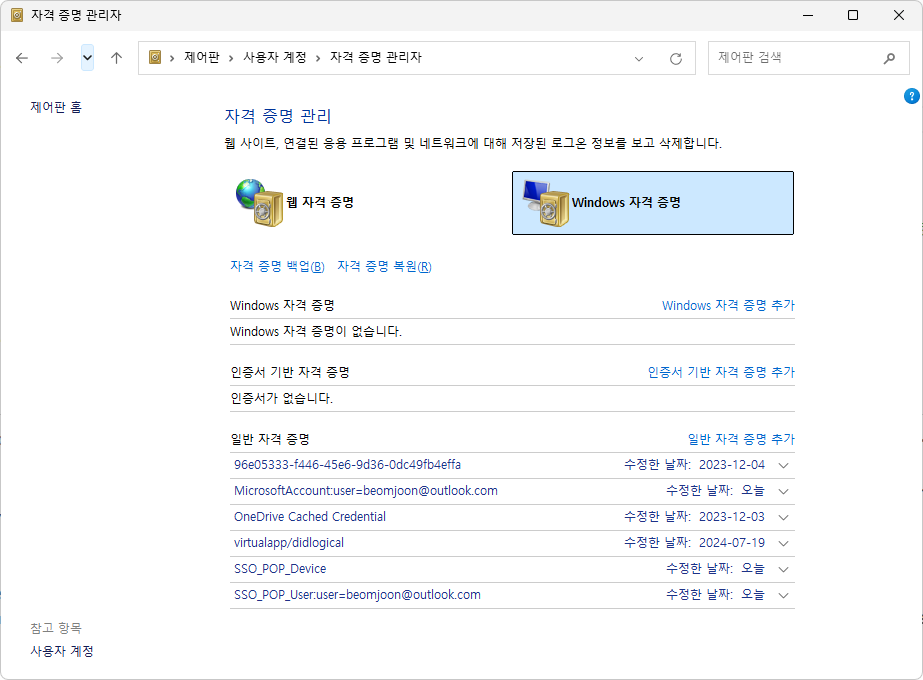 자격 증명 관리자
제어판 사용자 계정 자격 증명 관리자
제어판 검색
제어판 홈
?
자격 증명 관리
웹 사이트, 연결된 응용 프로그램 및 네트워크에 대해 저장된 로그온 정보를 보고 삭제합니다.
웹 자격 증명
Windows 자격 증명
자격 증명 백업(B) 자격 증명 복원(R)
Windows 자격 증명 Windows 자격 증명 추가
Windows 자격 증명이 없습니다.
인증서 기반 자격 증명 인증서 기반 자격 증명 추가
인증서가 없습니다.
일반 자격 증명 일반 자격 증명 추가
96e05333-f446-45e6-9d36-0dc49fb4effa 수정한 날짜: 2023-12-04
MicrosoftAccount:user=beomjoon@outlook.com 수정한 날짜: 오늘
OneDrive Cached Credential 수정한 날짜: 2023-12-03
virtualapp/didlogical 수정한 날짜: 2024-07-19
SSO_POP_Device 수정한 날짜: 오늘
SSO_POP_User:user=beomjoon@outlook.com 수정한 날짜: 오늘
참고 항목
사용자 계정